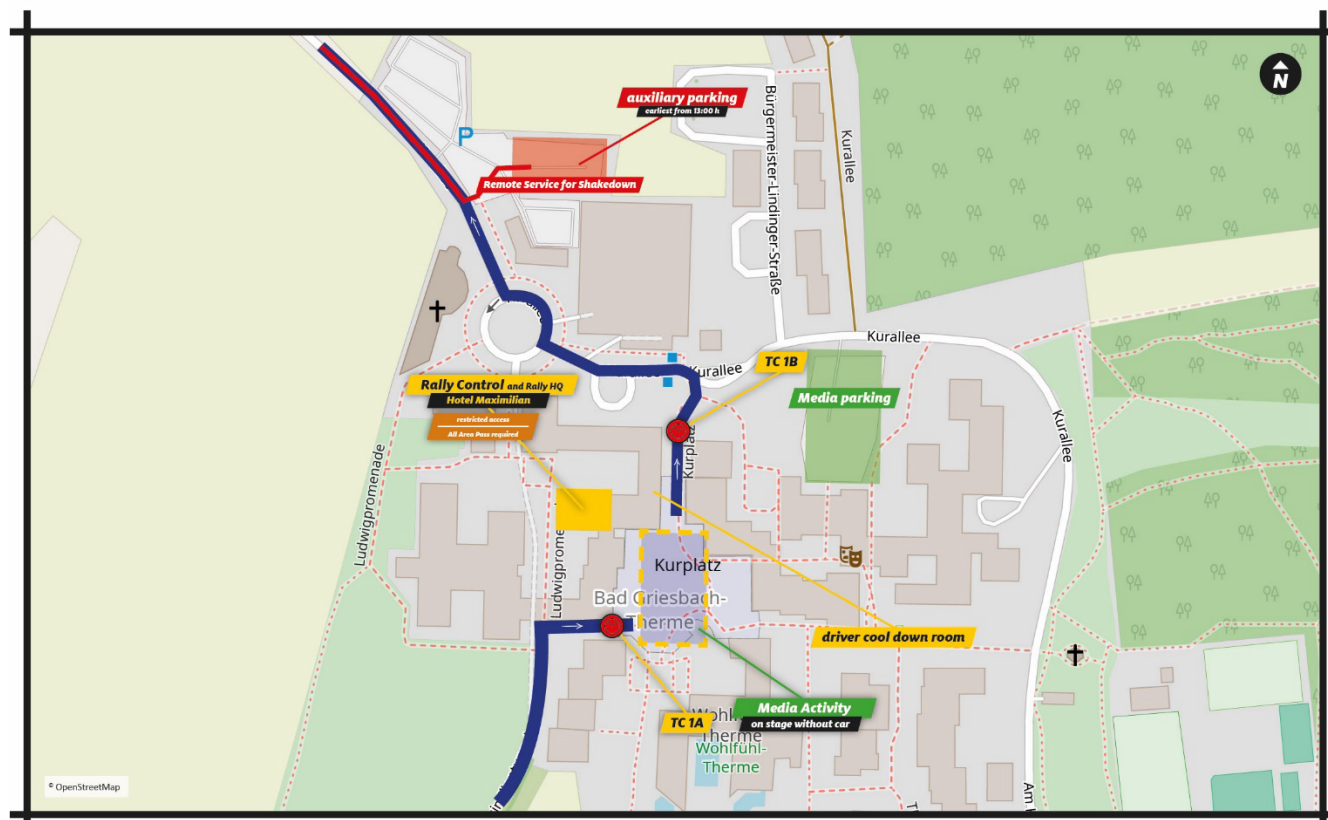 N
auxiliary parking
earliest from 13:00 h
P
Remote Service for Shakedown
Bürgermeister-Lindinger-Straße
Kurallee
Kurallee
Kurallee
Kurallee
TC 1B
Rally Control and Rally HQ
Hotel Maximilian
restricted access
All Area Pass required
Media parking
Kurplatz
Ludwigpromenade
Kurplatz
Bad Griesbach-
Therme
driver cool down room
TC 1A
Media Activity
on stage without car
Therme
Wohlfühl-
Therme
© OpenStreetMap